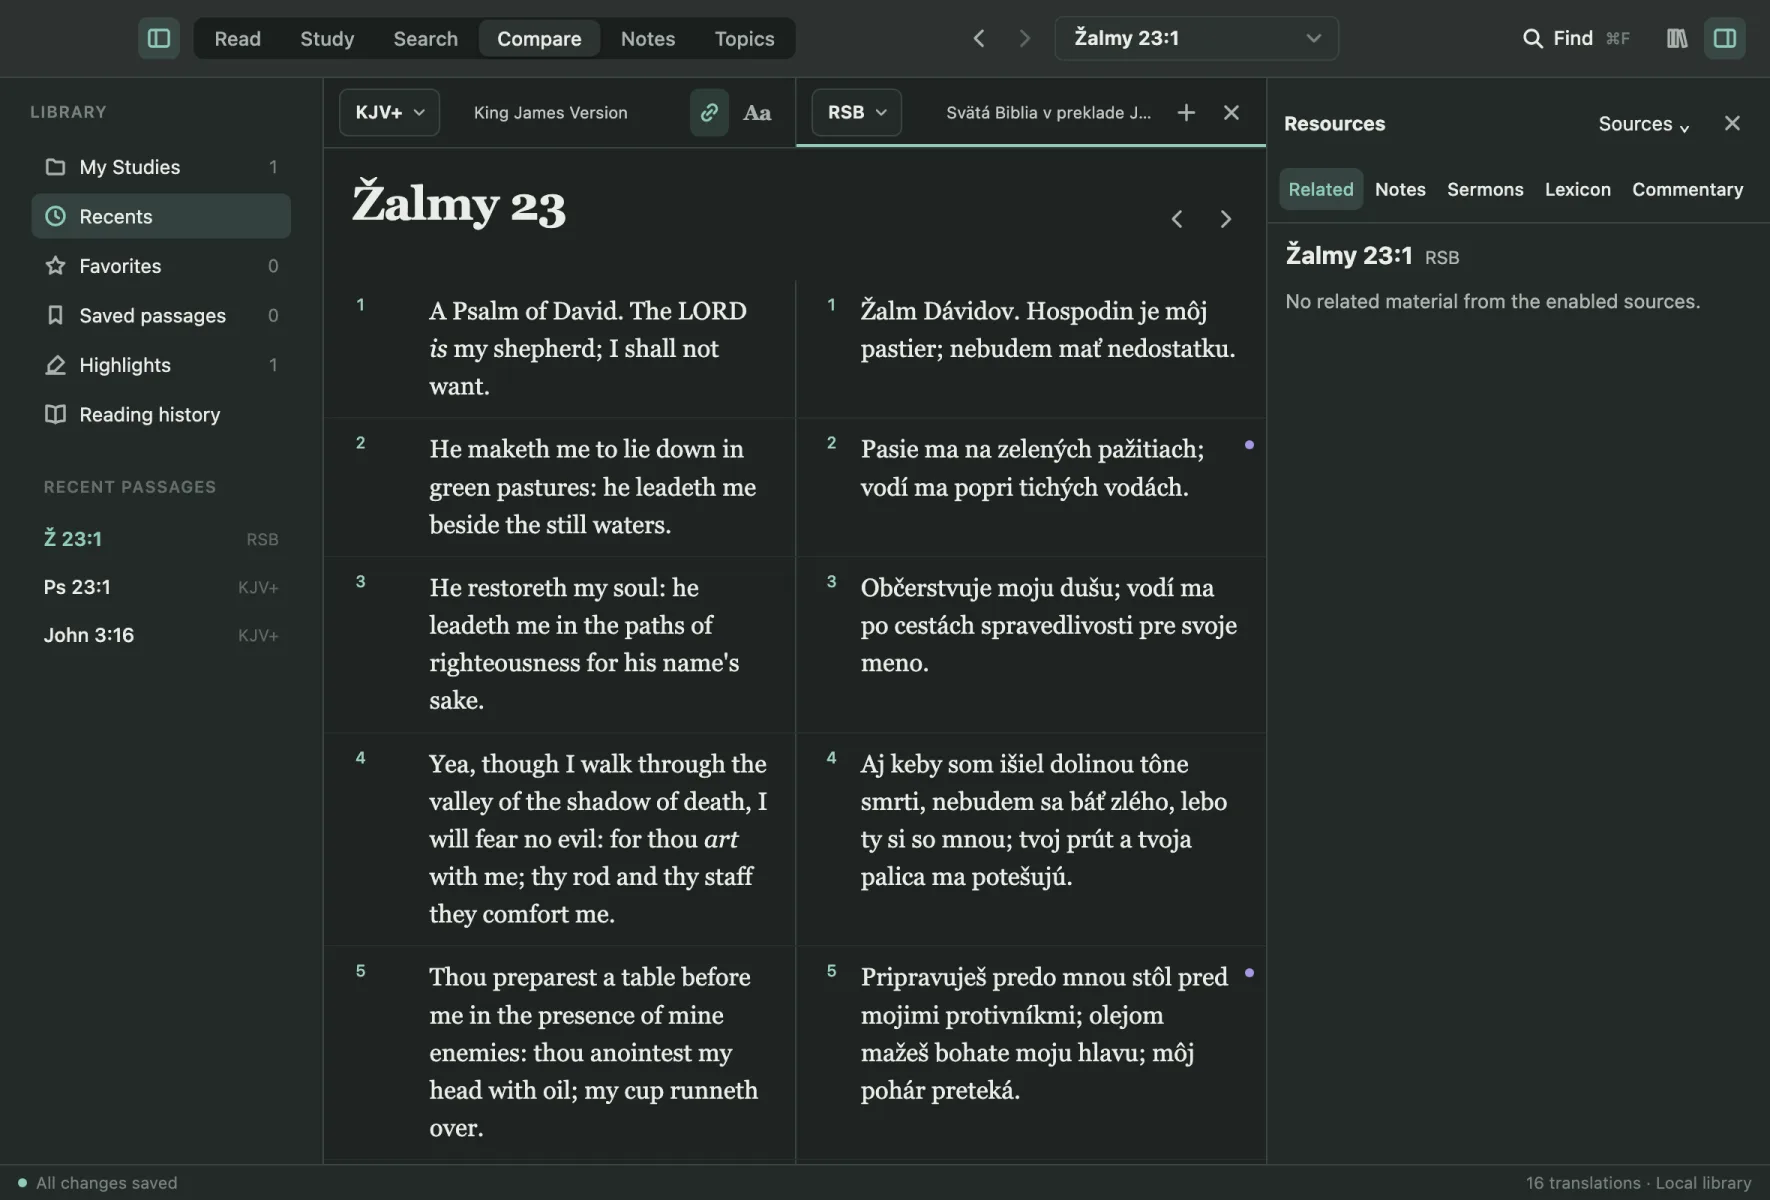 Read Study Search Compare Notes Topics
Žalmy 23:1
Find ⌘F
LIBRARY
My Studies 1
Recents
Favorites 0
Saved passages 0
Highlights 1
Reading history
RECENT PASSAGES
Ž 23:1 RSB
Ps 23:1 KJV+
John 3:16 KJV+
KJV+ King James Version Aa
RSB Svätá Biblia v preklade J...
Žalmy 23
1 A Psalm of David. The LORD
is my shepherd; I shall not
want.
1 Žalm Dávidov. Hospodin je môj
pastier; nebudem mať nedostatku.
2 He maketh me to lie down in
green pastures: he leadeth me
beside the still waters.
2 Pasie ma na zelených pažitiach;
vodí ma popri tichých vodách.
3 He restoreth my soul: he
leadeth me in the paths of
righteousness for his name's
sake.
3 Občerstvuje moju dušu; vodí ma
po cestách spravedlivosti pre svoje
meno.
4 Yea, though I walk through the
valley of the shadow of death, I
will fear no evil: for thou art
with me; thy rod and thy staff
they comfort me.
4 Aj keby som išiel dolinou tône
smrti, nebudem sa báť zlého, lebo
ty si so mnou; tvoj prút a tvoja
palica ma potešujú.
5 Thou preparest a table before
me in the presence of mine
enemies: thou anointest my
head with oil; my cup runneth
over.
5 Pripravuješ predo mnou stôl pred
mojimi protivníkmi; olejom
mažeš bohate moju hlavu; môj
pohár preteká.
Resources Sources
Related Notes Sermons Lexicon Commentary
Žalmy 23:1 RSB
No related material from the enabled sources.
All changes saved
16 translations · Local library